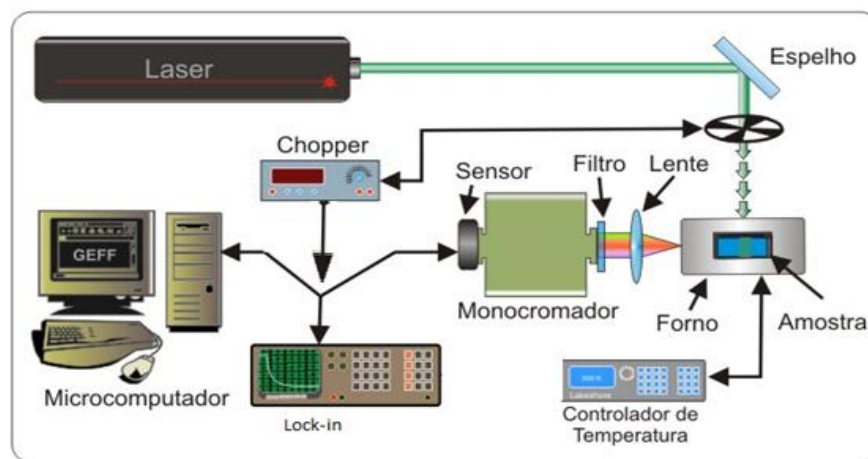 Laser
Espelho
Chopper
Sensor
Filtro
Lente
GEFF
Monocromador
Forno
Amostra
Microcomputador
Lock-in
Controlador de
Temperatura